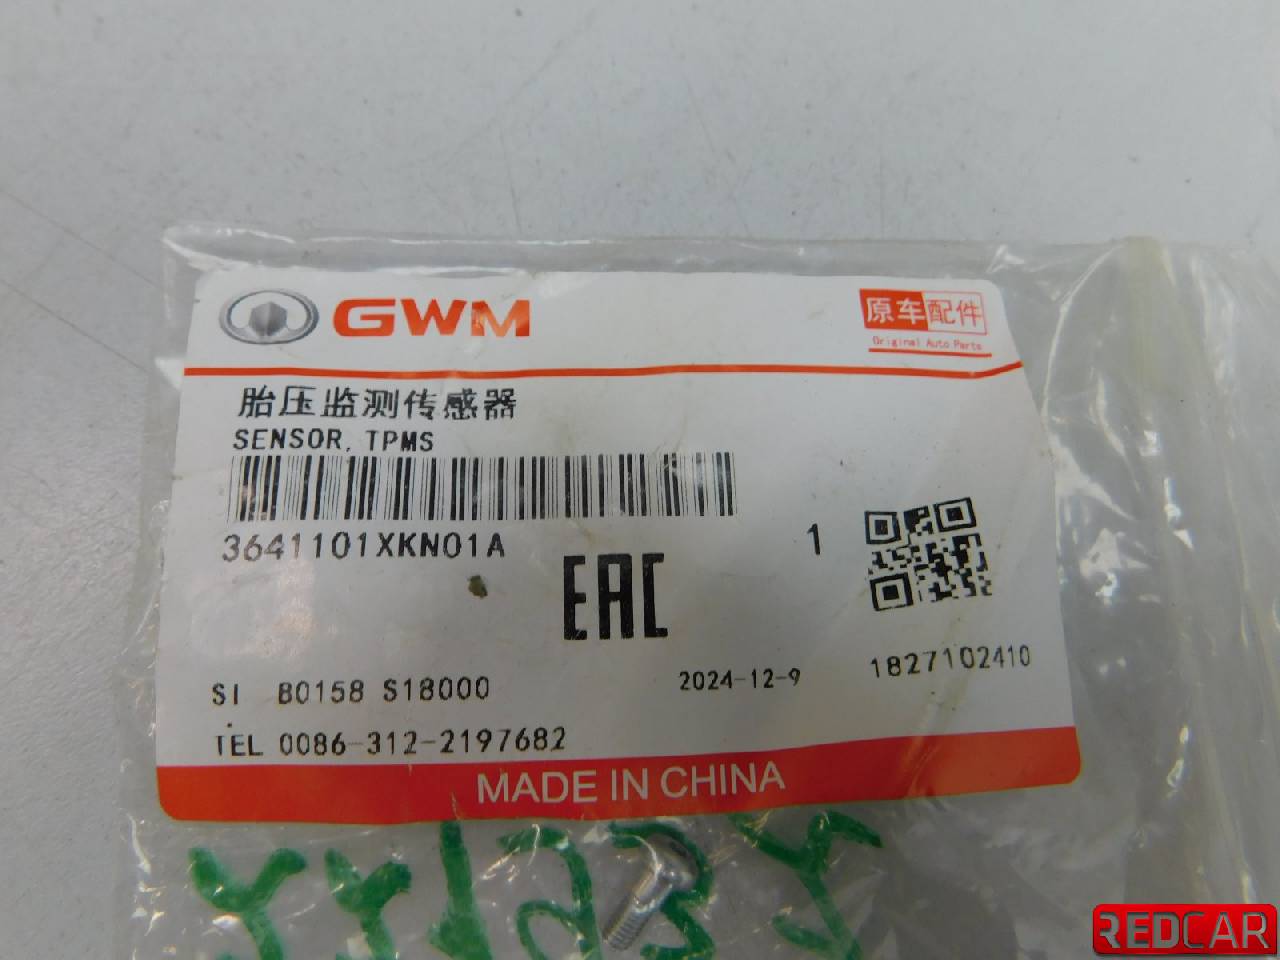 GWM
原车配件
Original Auto Parts
胎压监测传感器
SENSOR, TPMS
3641101XKN01A
1
EAC
SI B0158 S18000
2024-12-9
1827102410
TEL 0086-312-2197682
MADE IN CHINA
REDCAR